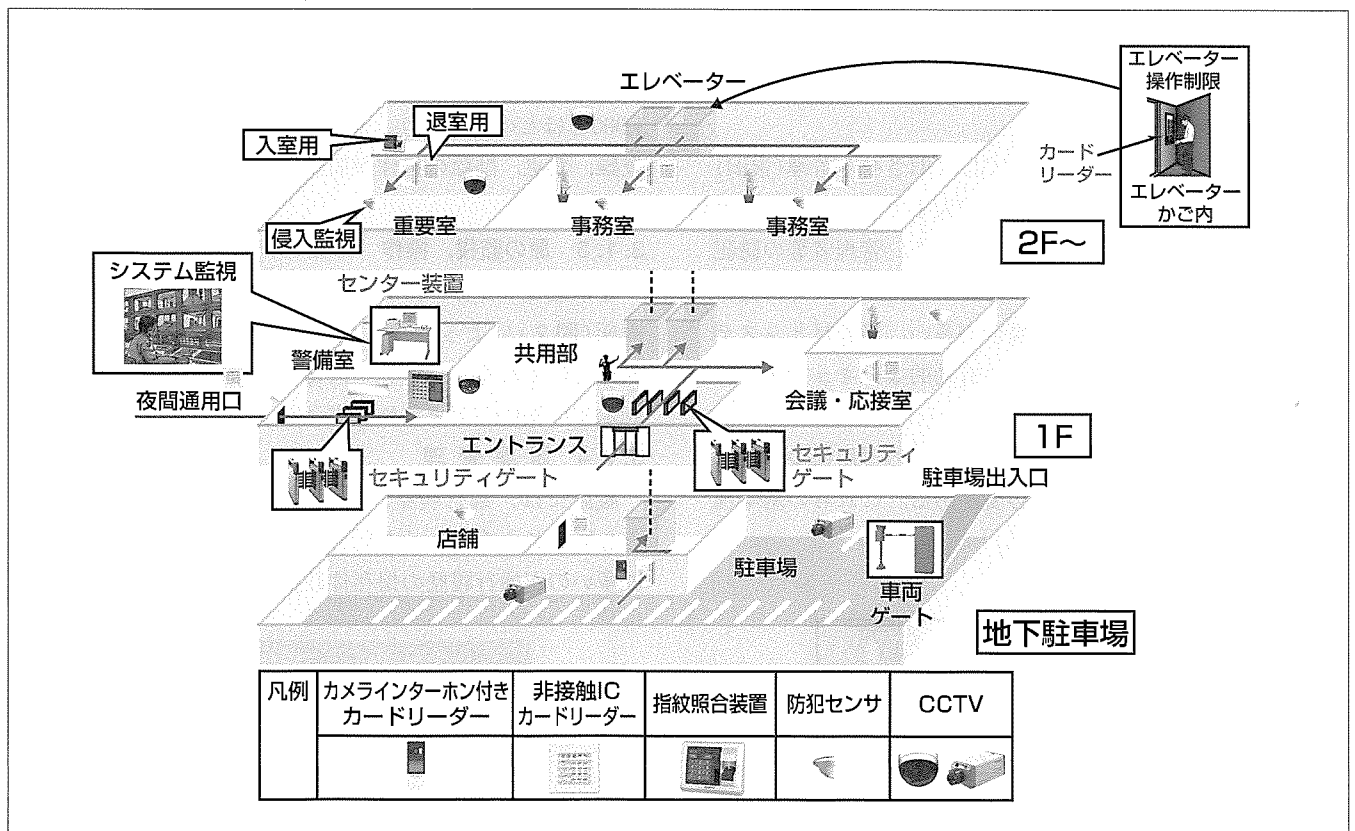 エレベーター
エレベーター
操作制限
カード
リーダー
エレベーター
かご内
入室用
退室用
侵入監視
重要室
事務室
事務室
2F～
システム監視
センター装置
警備室
共用部
夜間通用口
会議・応接室
エントランス
1F
セキュリティゲート
セキュリティ
ゲート
駐車場出入口
店舗
駐車場
車両
ゲート
地下駐車場
凡例
カメラインターホン付き
カードリーダー
非接触IC
カードリーダー
指紋照合装置
防犯センサ
CCTV